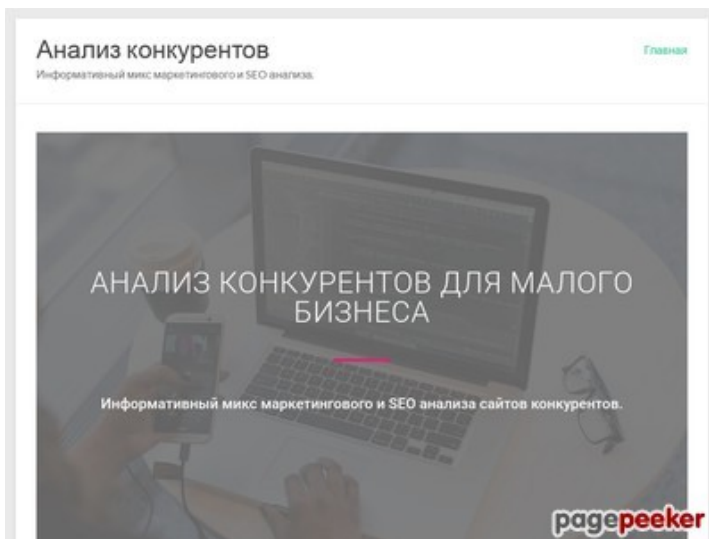 Анализ конкурентов
Главная
Информативный микс маркетингового и SEO анализа.
АНАЛИЗ КОНКУРЕНТОВ ДЛЯ МАЛОГО
БИЗНЕСА
Информативный микс маркетингового и SEO анализа сайтов конкурентов.
pagepeeker